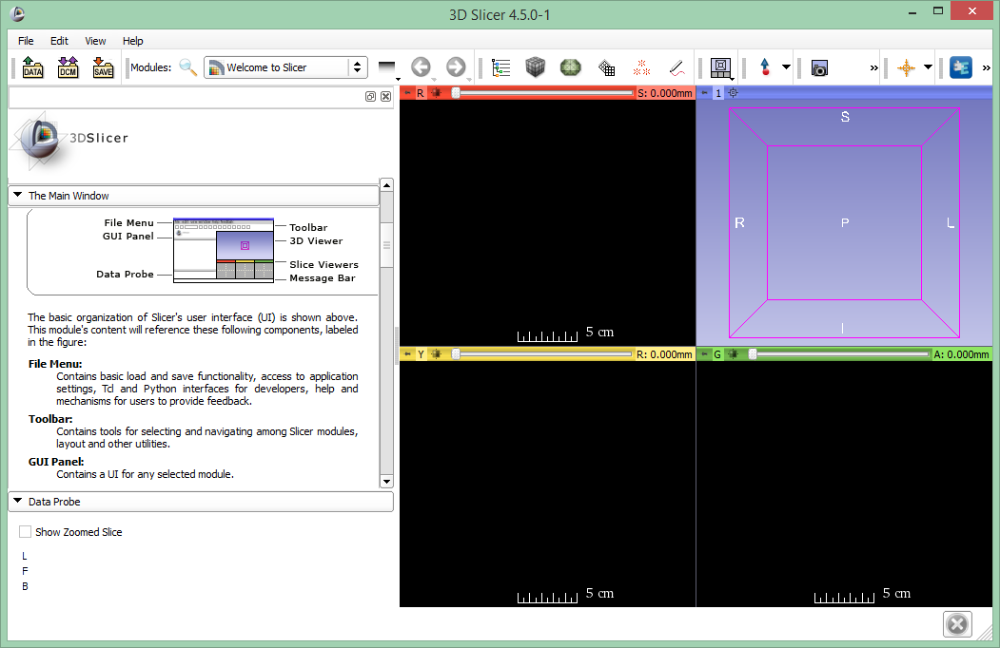 3D Slicer 4.5.0-1
File Edit View Help
DATA DCM SAVE Modules: Welcome to Slicer » »
R S: 0.000mm 1
3DSlicer
S
R P L
I
The Main Window
File Menu
GUI Panel
Data Probe
Toolbar
3D Viewer
Slice Viewers
Message Bar
The basic organization of Slicer's user interface (UI) is shown above.
This module's content will reference these following components, labeled
in the figure:
File Menu:
Contains basic load and save functionality, access to application
settings, Tcl and Python interfaces for developers, help and
mechanisms for users to provide feedback.
Toolbar:
Contains tools for selecting and navigating among Slicer modules,
layout and other utilities.
GUI Panel:
Contains a UI for any selected module.
5 cm
Y R: 0.000mm G A: 0.000mm
Data Probe
Show Zoomed Slice
L
F
B
5 cm 5 cm